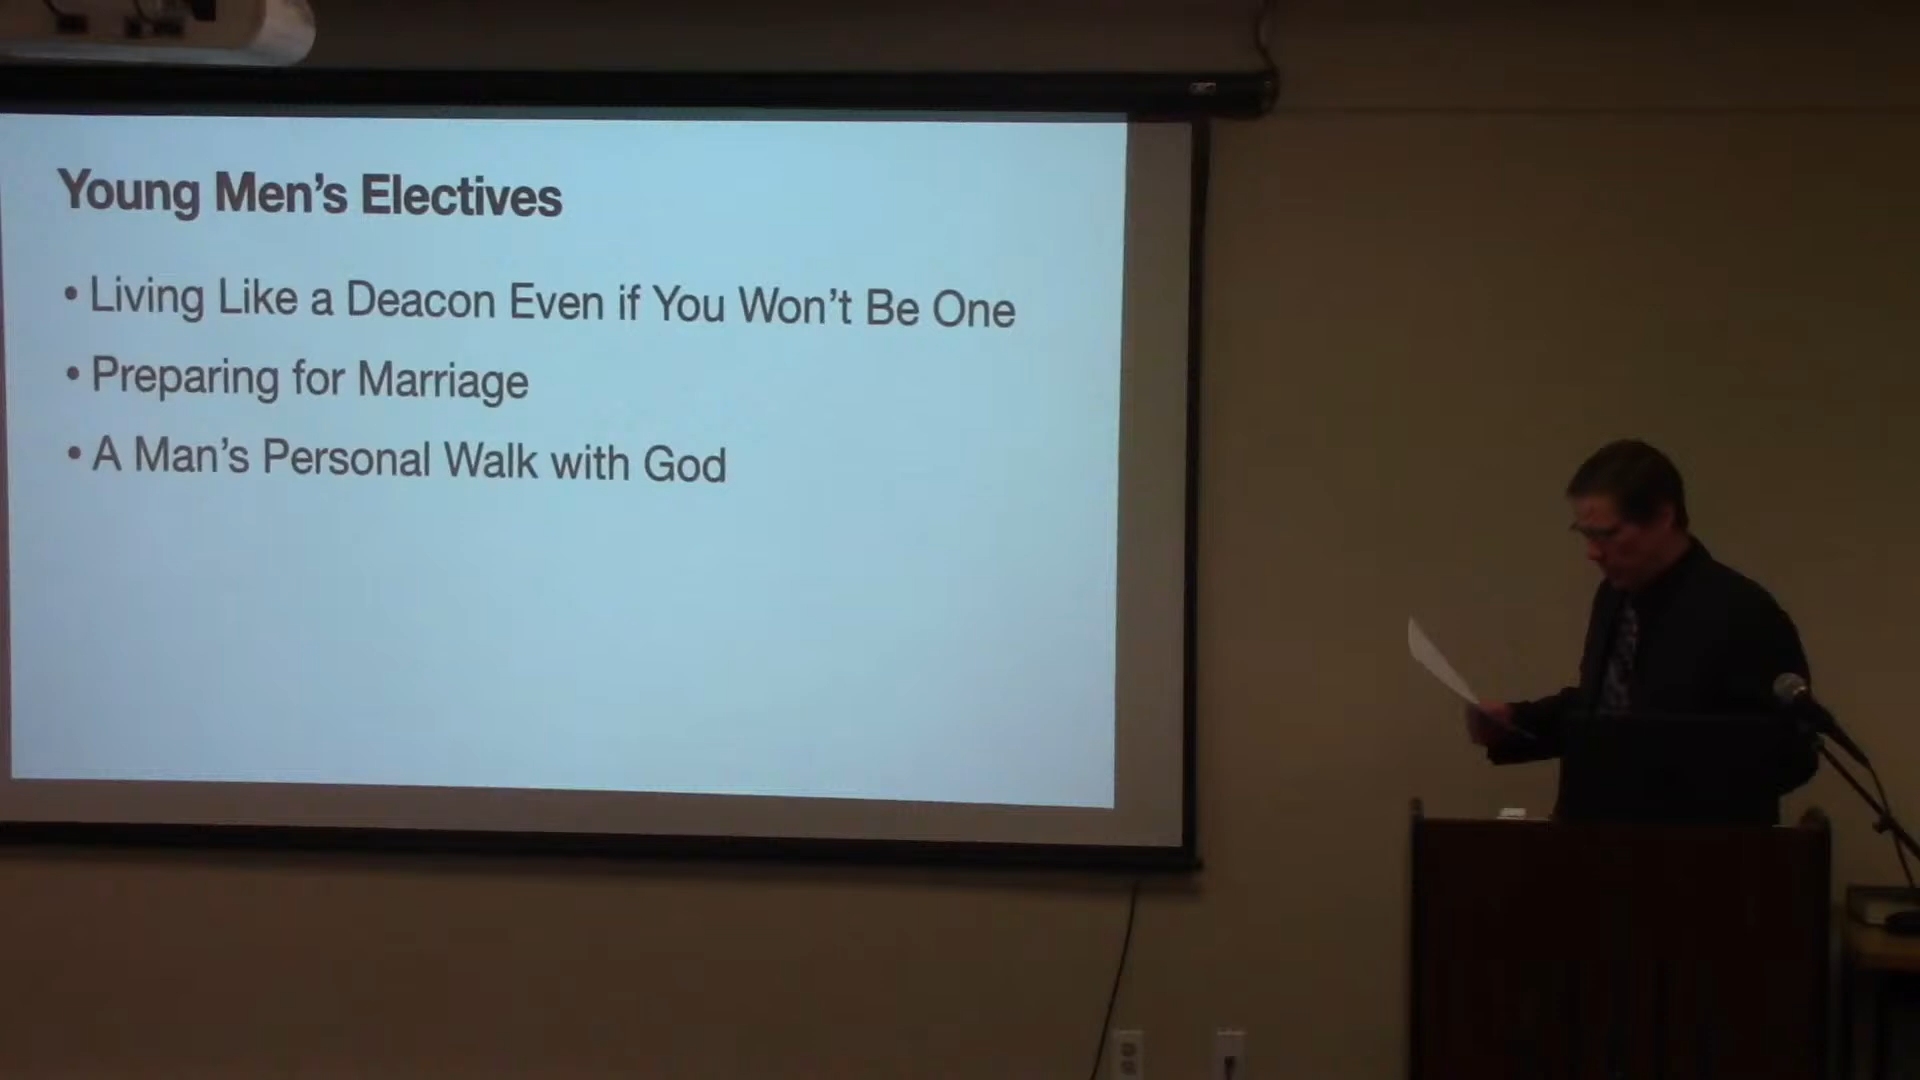 Young Men's Electives
• Living Like a Deacon Even if You Won't Be One
• Preparing for Marriage
• A Man's Personal Walk with God